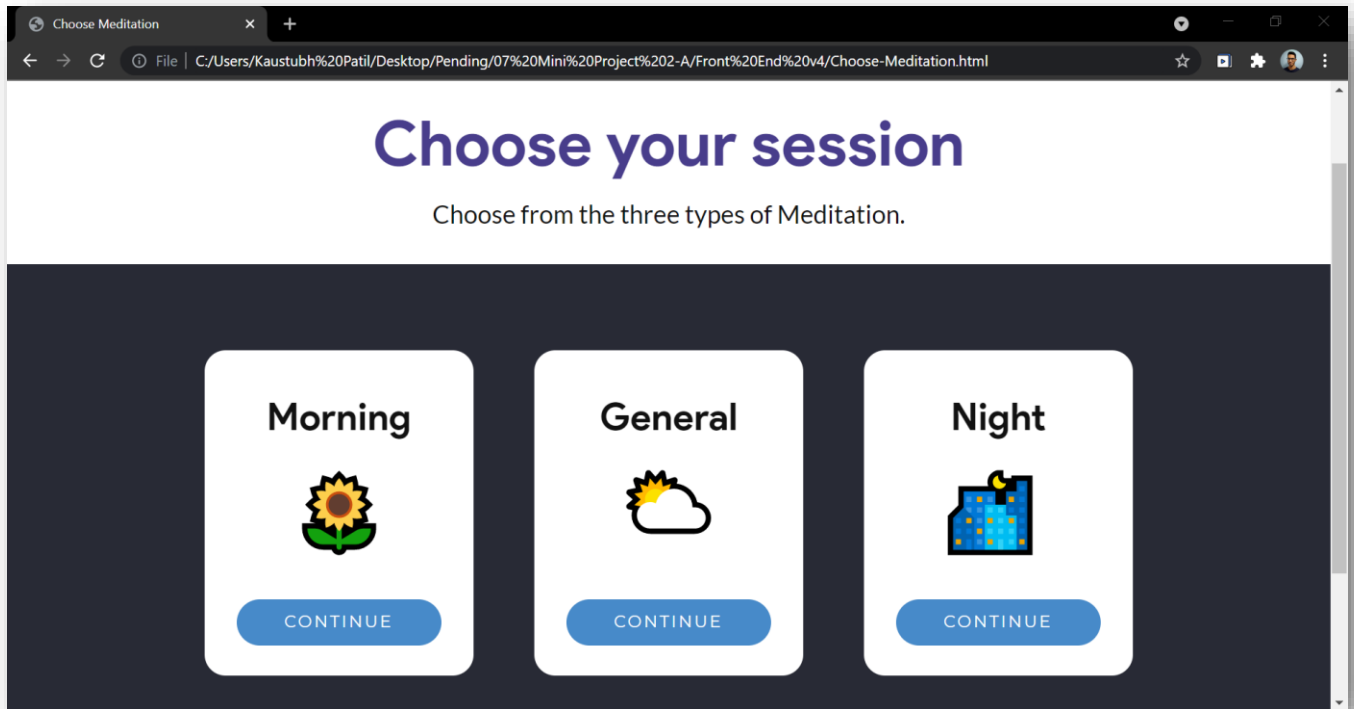 Choose Meditation
File | C:/Users/Kaustubh%20Patil/Desktop/Pending/07%20Mini%20Project%202-A/Front%20End%20v4/Choose-Meditation.html
Choose your session
Choose from the three types of Meditation.
Morning
General
Night
CONTINUE
CONTINUE
CONTINUE